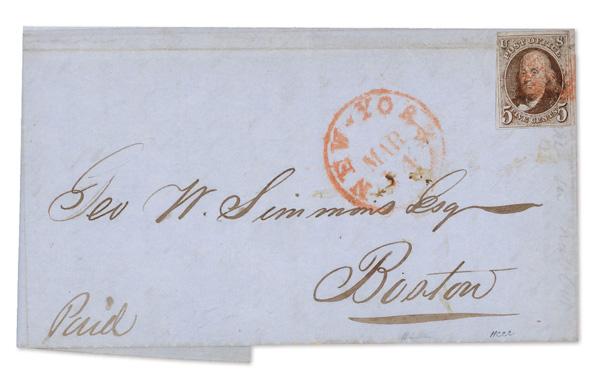 U S
POST OFFICE
5 5
FIVE CENTS
NEW-YORK
MAR
Geo W. Simmons Esq
Boston
Paid